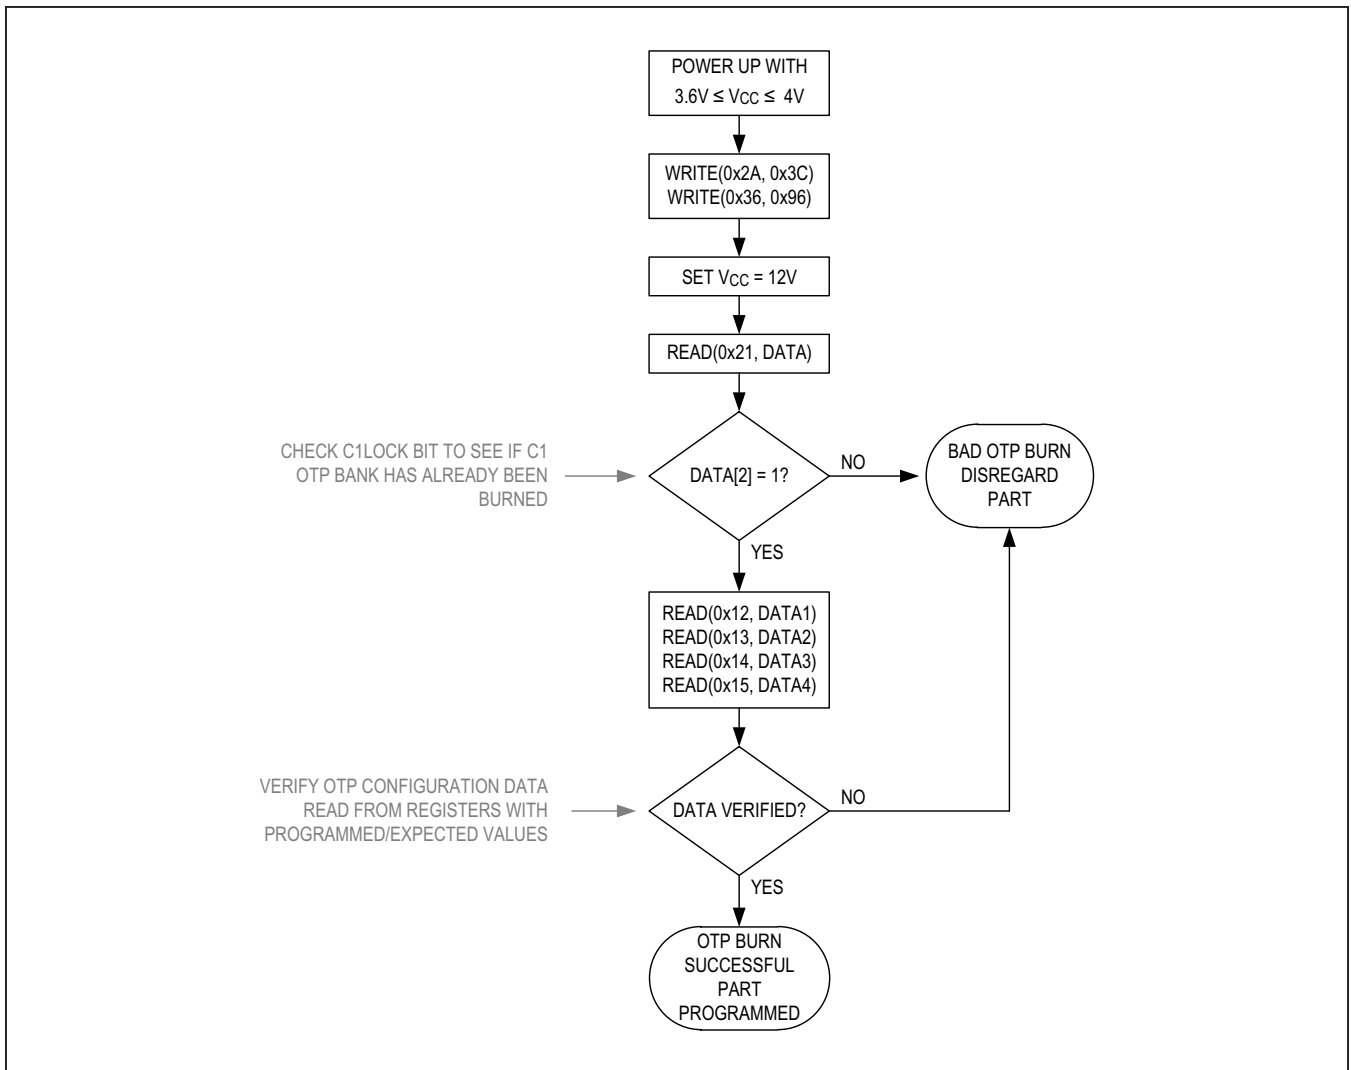 POWER UP WITH
3.6V ≤ VCC ≤ 4V
WRITE(0x2A, 0x3C)
WRITE(0x36, 0x96)
SET VCC = 12V
READ(0x21, DATA)
CHECK C1LOCK BIT TO SEE IF C1
OTP BANK HAS ALREADY BEEN
BURNED
DATA[2] = 1?
NO
BAD OTP BURN
DISREGARD
PART
YES
READ(0x12, DATA1)
READ(0x13, DATA2)
READ(0x14, DATA3)
READ(0x15, DATA4)
VERIFY OTP CONFIGURATION DATA
READ FROM REGISTERS WITH
PROGRAMMED/EXPECTED VALUES
DATA VERIFIED?
NO
YES
OTP BURN
SUCCESSFUL
PART
PROGRAMMED